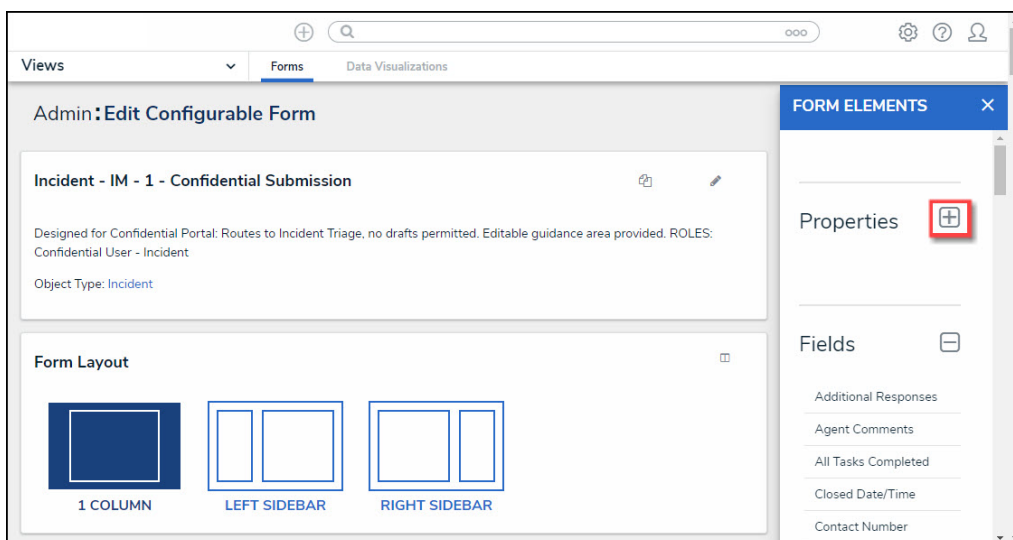 Views
Forms
Data Visualizations
Admin:Edit Configurable Form
FORM ELEMENTS
Incident - IM - 1 - Confidential Submission
Designed for Confidential Portal: Routes to Incident Triage, no drafts permitted. Editable guidance area provided. ROLES:
Confidential User - Incident
Object Type: Incident
Properties
Form Layout
1 COLUMN
LEFT SIDEBAR
RIGHT SIDEBAR
Fields
Additional Responses
Agent Comments
All Tasks Completed
Closed Date/Time
Contact Number